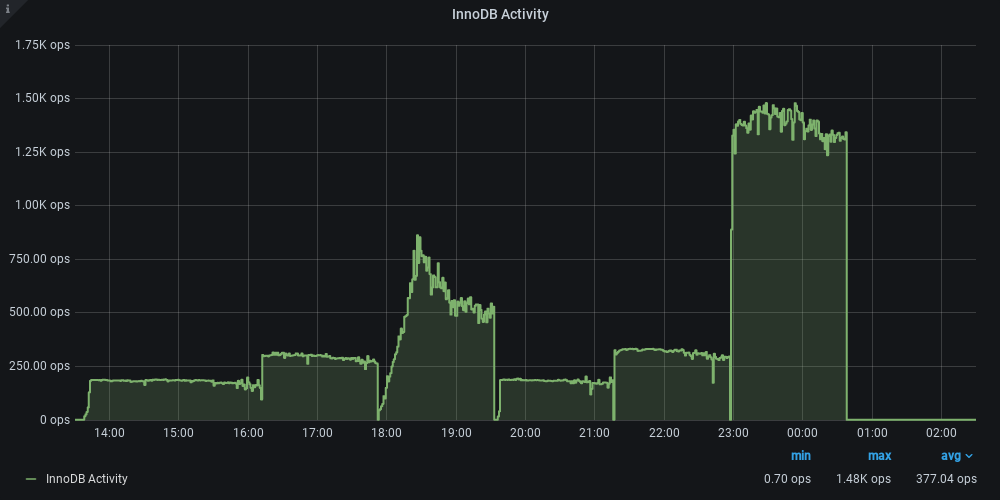 i
InnoDB Activity
1.75K ops
1.50K ops
1.25K ops
1.00K ops
750.00 ops
500.00 ops
250.00 ops
0 ops
14:00 15:00 16:00 17:00 18:00 19:00 20:00 21:00 22:00 23:00 00:00 01:00 02:00
min max avg
InnoDB Activity 0.70 ops 1.48K ops 377.04 ops